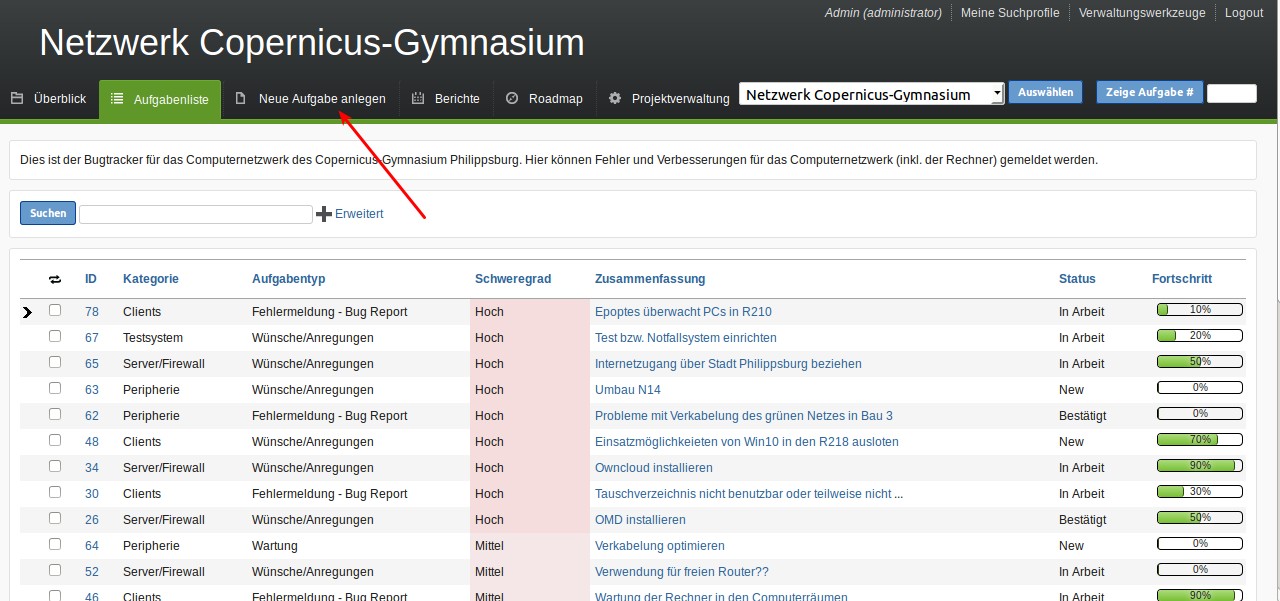 Admin (administrator) Meine Suchprofile Verwaltungswerkzeuge Logout
Netzwerk Copernicus-Gymnasium
Überblick Aufgabenliste Neue Aufgabe anlegen Berichte Roadmap Projektverwaltung Netzwerk Copernicus-Gymnasium Auswählen Zeige Aufgabe #
Dies ist der Bugtracker für das Computernetzwerk des Copernicus-Gymnasium Philippsburg. Hier können Fehler und Verbesserungen für das Computernetzwerk (inkl. der Rechner) gemeldet werden.
Suchen Erweitert
ID Kategorie Aufgabentyp Schweregrad Zusammenfassung Status Fortschritt
78 Clients Fehlermeldung - Bug Report Hoch Epoptes überwacht PCs in R210 In Arbeit 10%
67 Testsystem Wünsche/Anregungen Hoch Test bzw. Notfallsystem einrichten In Arbeit 20%
65 Server/Firewall Wünsche/Anregungen Hoch Internetzugang über Stadt Philippsburg beziehen In Arbeit 50%
63 Peripherie Wünsche/Anregungen Hoch Umbau N14 New 0%
62 Peripherie Fehlermeldung - Bug Report Hoch Probleme mit Verkabelung des grünen Netzes in Bau 3 Bestätigt 0%
48 Clients Wünsche/Anregungen Hoch Einsatzmöglichkeieten von Win10 in den R218 ausloten New 70%
34 Server/Firewall Wünsche/Anregungen Hoch Owncloud installieren In Arbeit 90%
30 Clients Fehlermeldung - Bug Report Hoch Tauschverzeichnis nicht benutzbar oder teilweise nicht ... In Arbeit 30%
26 Server/Firewall Wünsche/Anregungen Hoch OMD installieren Bestätigt 50%
64 Peripherie Wartung Mittel Verkabelung optimieren New 0%
52 Server/Firewall Wünsche/Anregungen Mittel Verwendung für freien Router?? In Arbeit 0%
46 Clients Fehlermeldung - Bug Report Mittel Wartung der Rechner in den Computerräumen In Arbeit 90%